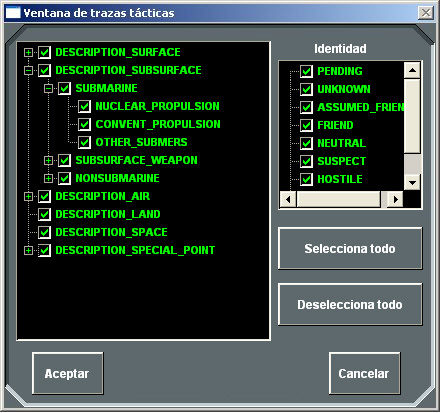 Ventana de trazas tácticas
DESCRIPTION_SURFACE
DESCRIPTION_SUBSURFACE
SUBMARINE
NUCLEAR_PROPULSION
CONVENT_PROPULSION
OTHER_SUBMERS
SUBSURFACE_WEAPON
NONSUBMARINE
DESCRIPTION_AIR
DESCRIPTION_LAND
DESCRIPTION_SPACE
DESCRIPTION_SPECIAL_POINT
Identidad
PENDING
UNKNOWN
ASSUMED_FRIEN
FRIEND
NEUTRAL
SUSPECT
HOSTILE
Selecciona todo
Deselecciona todo
Aceptar
Cancelar